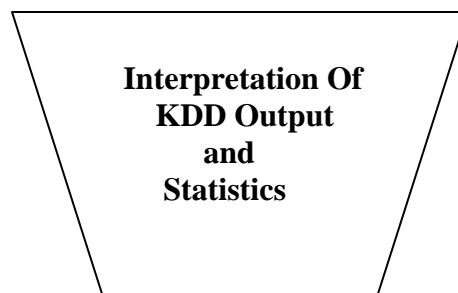 Interpretation Of
KDD Output
and
Statistics